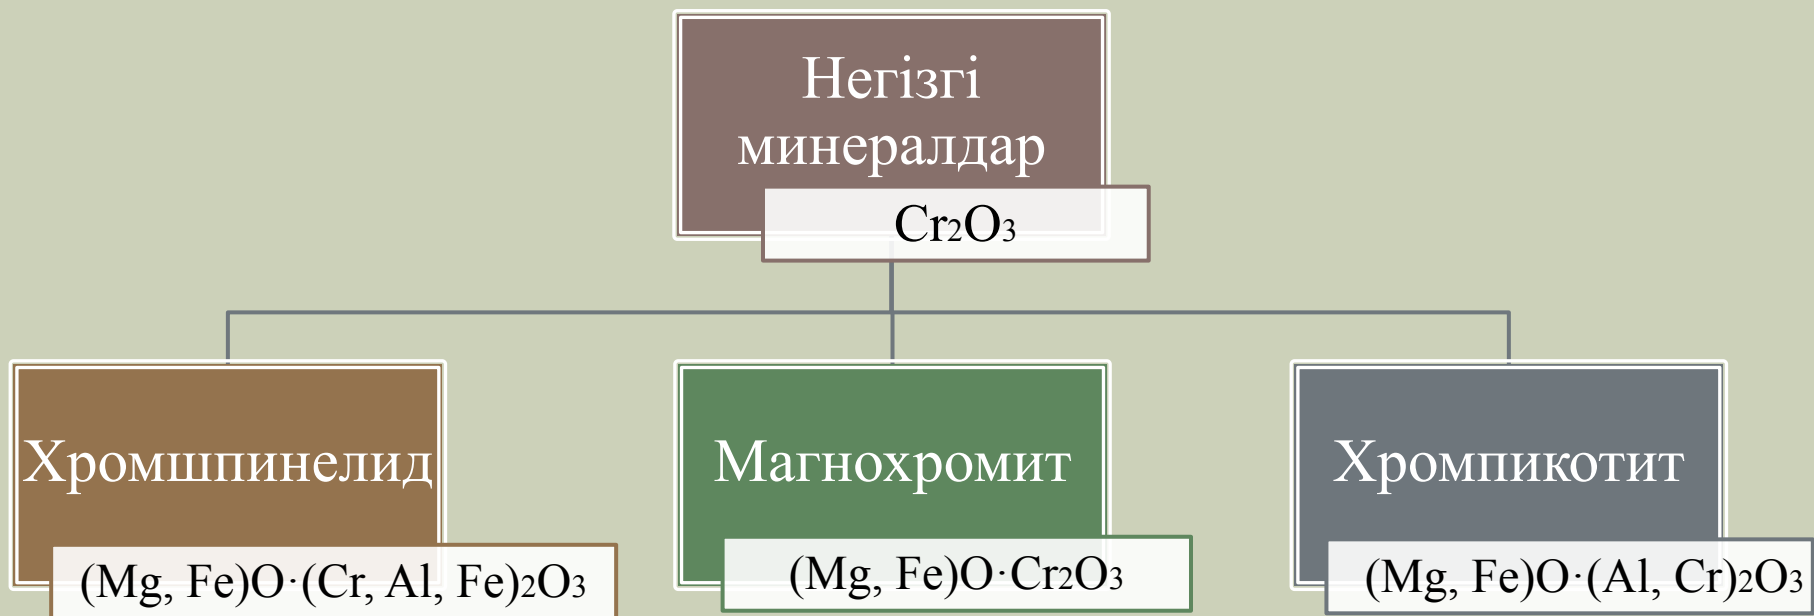 Негізгі
минералдар
Cr₂O₃
Хромшпинелид
(Mg, Fe)O·(Cr, Al, Fe)₂O₃
Магнохромит
(Mg, Fe)O·Cr₂O₃
Хромпикотит
(Mg, Fe)O·(Al, Cr)₂O₃